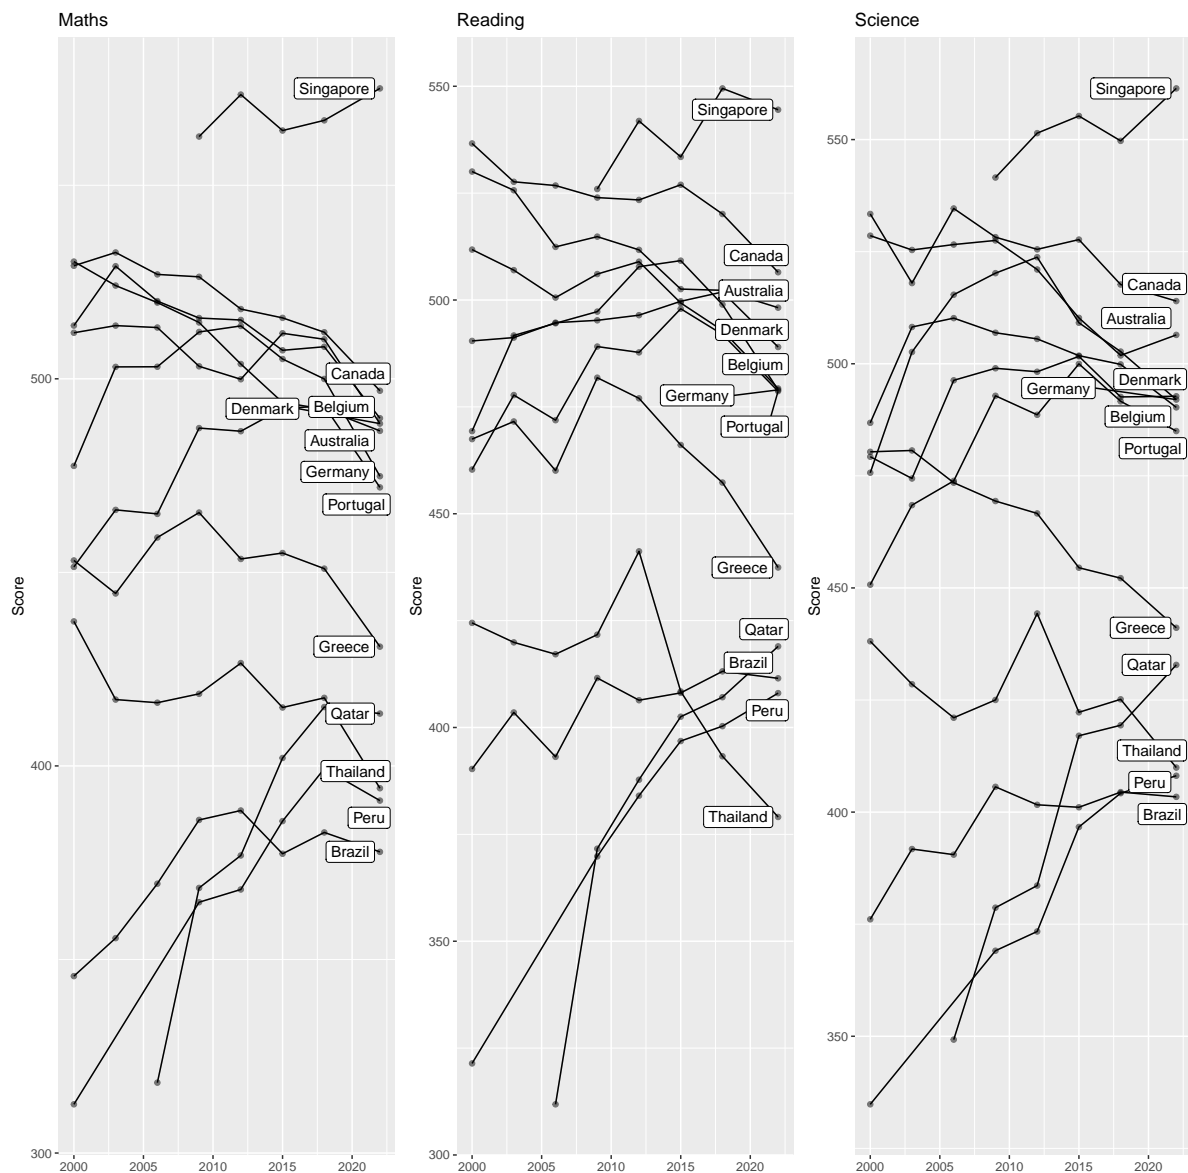 Maths
Score
500
400
300
Singapore
Canada
Denmark
Belgium
Australia
Germany
Portugal
Greece
Qatar
Thailand
Peru
Brazil
2000 2005 2010 2015 2020
Reading
Score
550
500
450
400
350
300
Singapore
Canada
Australia
Denmark
Belgium
Germany
Portugal
Greece
Qatar
Brazil
Peru
Thailand
2000 2005 2010 2015 2020
Science
Score
550
500
450
400
350
Singapore
Canada
Australia
Denmark
Germany
Belgium
Portugal
Greece
Qatar
Thailand
Peru
Brazil
2000 2005 2010 2015 2020